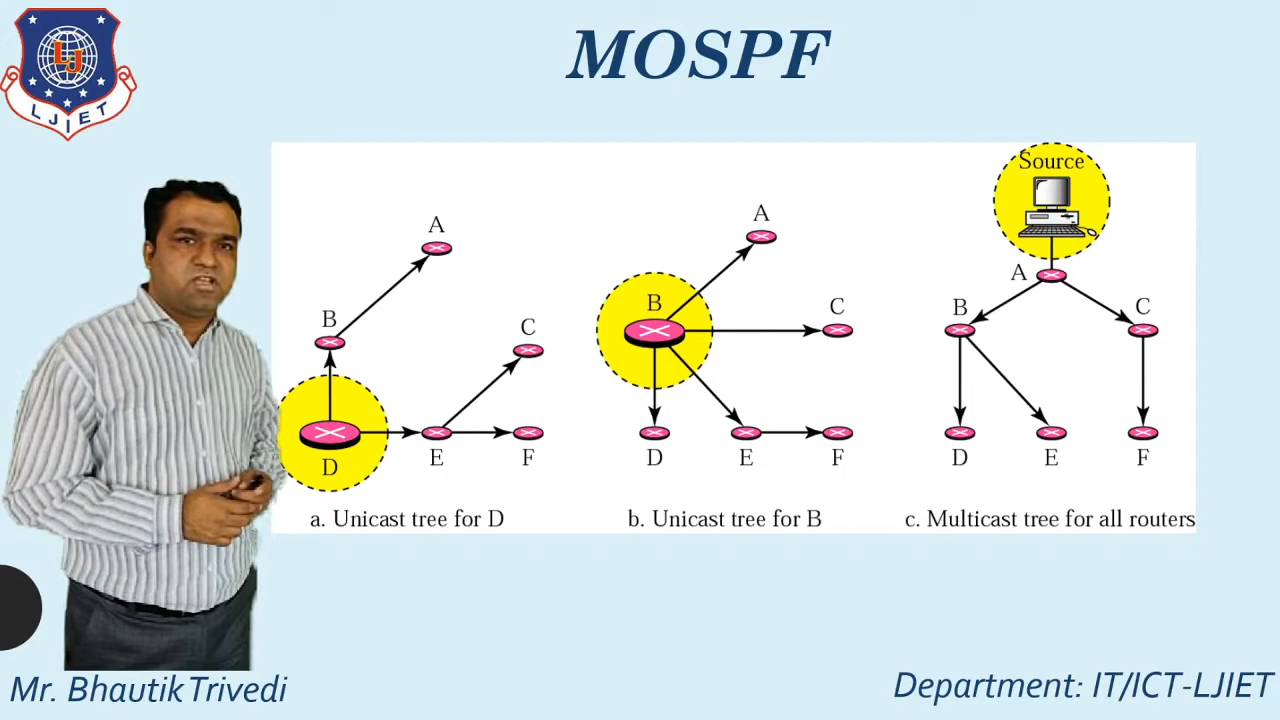 MOSPF
LJ
LJIET
A
B
C
D
E
F
a. Unicast tree for D
A
B
C
D
E
F
b. Unicast tree for B
Source
A
B
C
D
E
F
c. Multicast tree for all routers
Mr. Bhautik Trivedi
Department: IT/ICT-LJIET